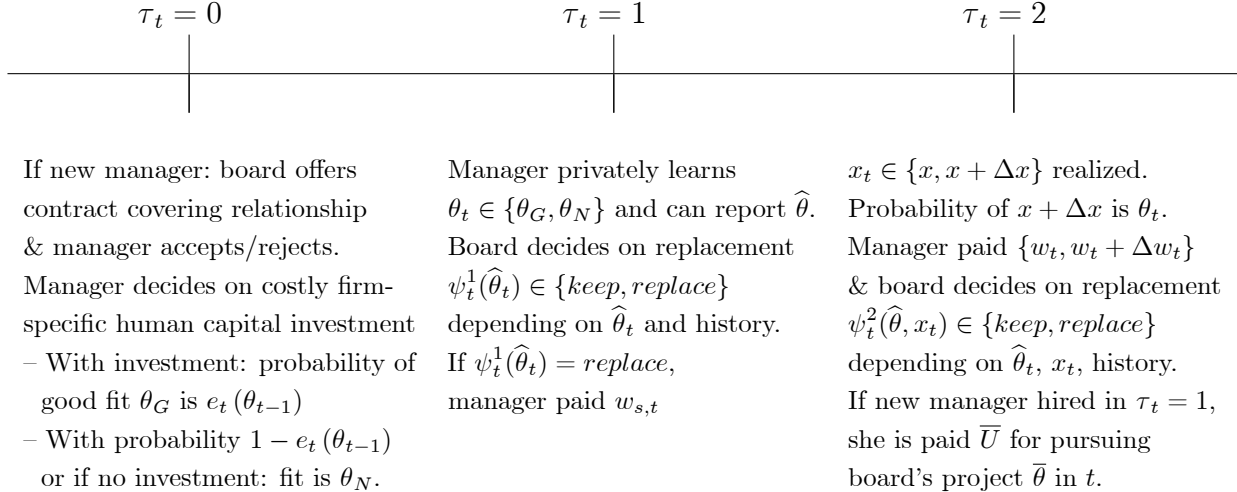 τ_t = 0
If new manager: board offers
contract covering relationship
& manager accepts/rejects.
Manager decides on costly firm-
specific human capital investment
– With investment: probability of
good fit θ_G is e_t (θ_{t−1})
– With probability 1 − e_t (θ_{t−1})
or if no investment: fit is θ_N.
τ_t = 1
Manager privately learns
θ_t ∈ {θ_G, θ_N} and can report θ̂.
Board decides on replacement
ψ_t^1(θ̂_t) ∈ {keep, replace}
depending on θ̂_t and history.
If ψ_t^1(θ̂_t) = replace,
manager paid w_{s,t}
τ_t = 2
x_t ∈ {x, x + Δx} realized.
Probability of x + Δx is θ_t.
Manager paid {w_t, w_t + Δw_t}
& board decides on replacement
ψ_t^2(θ̂, x_t) ∈ {keep, replace}
depending on θ̂_t, x_t, history.
If new manager hired in τ_t = 1,
she is paid U̅ for pursuing
board's project θ̅ in t.